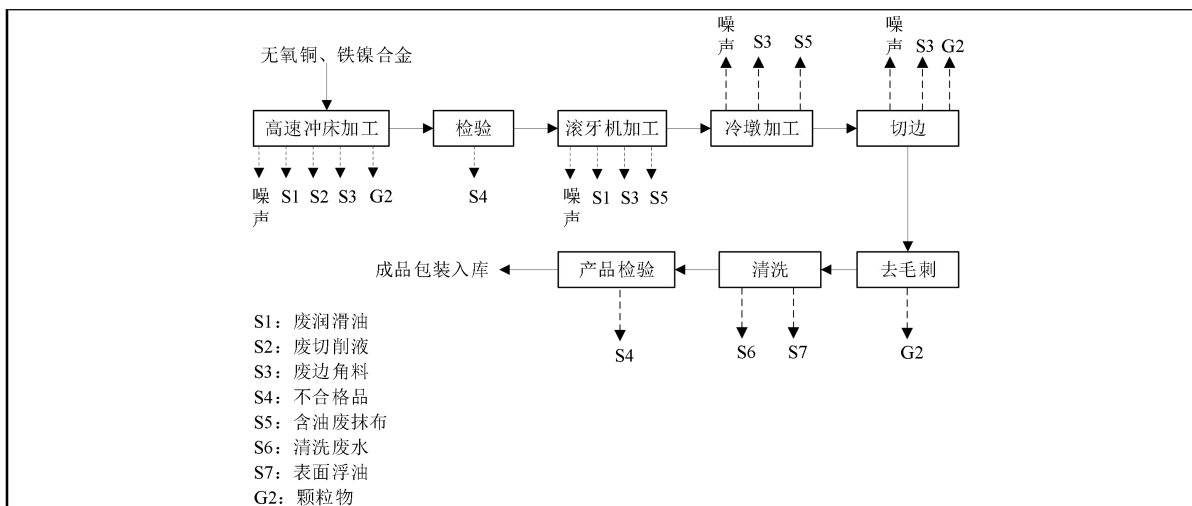 无氧铜、铁镍合金
噪声 S3 S5
噪声 S3 G2
高速冲床加工 检验 滚牙机加工 冷墩加工 切边
噪声 S1 S2 S3 G2
S4
噪声 S1 S3 S5
成品包装入库 产品检验 清洗 去毛刺
S4 S6 S7 G2
S1：废润滑油
S2：废切削液
S3：废边角料
S4：不合格品
S5：含油废抹布
S6：清洗废水
S7：表面浮油
G2：颗粒物